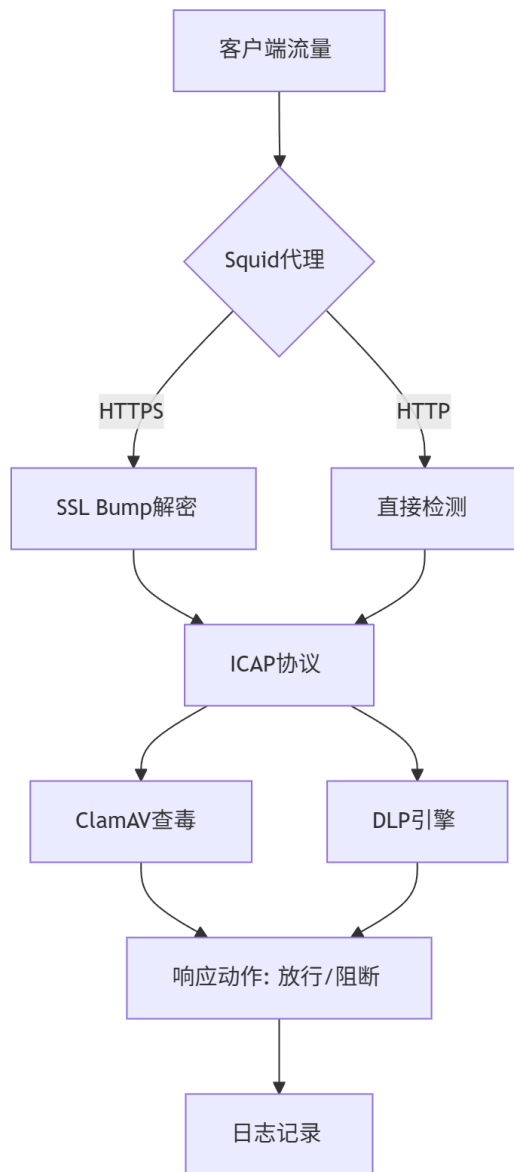 客户端流量
Squid代理
HTTPS
HTTP
SSL Bump解密
直接检测
ICAP协议
ClamAV查毒
DLP引擎
响应动作: 放行/阻断
日志记录